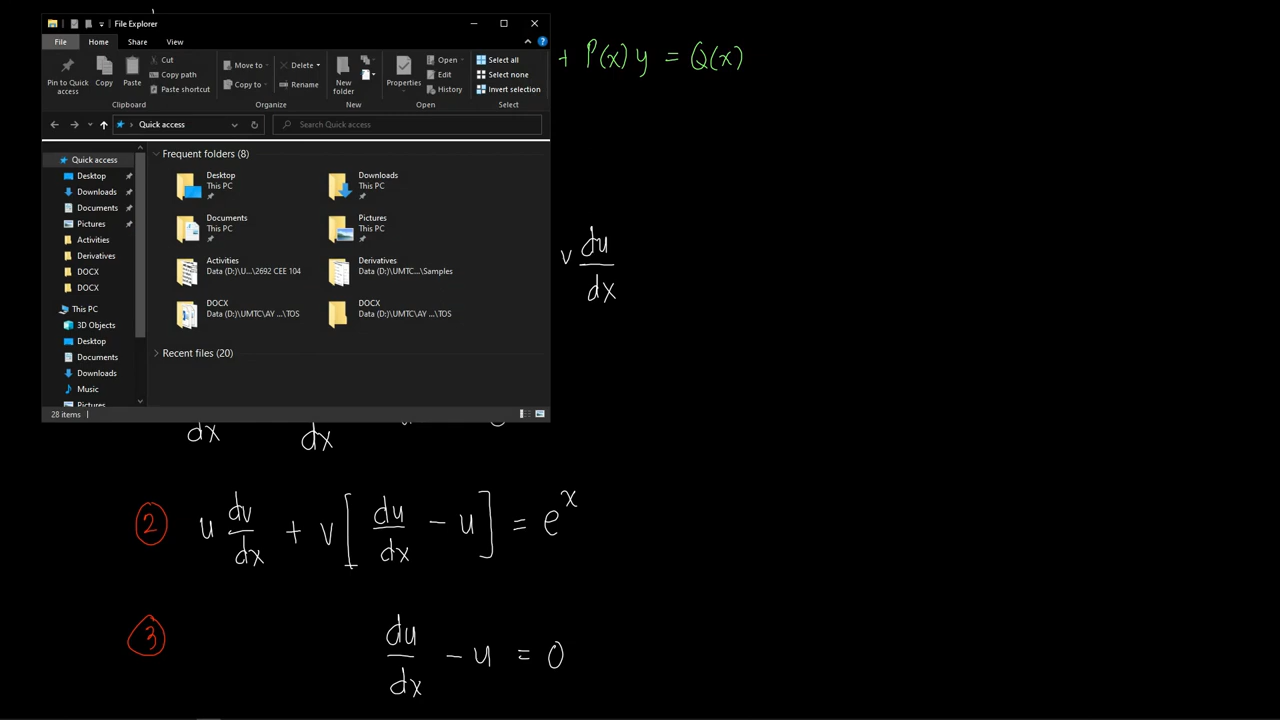 File Explorer
File Home Share View
+ P(x) y = Q(x)
Pin to Quick access
Copy
Paste
Cut
Copy path
Paste shortcut
Move to
Copy to
Delete
Rename
New folder
Properties
Open
Edit
History
Select all
Select none
Invert selection
Clipboard Organize New Open Select
Quick access
Search Quick access
Quick access
Desktop
Downloads
Documents
Pictures
Activities
Derivatives
DOCX
DOCX
This PC
3D Objects
Desktop
Documents
Downloads
Music
Pictures
Frequent folders (8)
Desktop
This PC
Downloads
This PC
Documents
This PC
Pictures
This PC
Activities
Data (D:)\U...\2692 CEE 104
Derivatives
Data (D:)\UMTC...\Samples
DOCX
Data (D:)\UMTC\AY ...\TOS
DOCX
Data (D:)\UMTC\AY ...\TOS
Recent files (20)
28 items
v du/dx
dx dx
2 u dv/dx + v[du/dx - u] = e^x
3 du/dx - u = 0